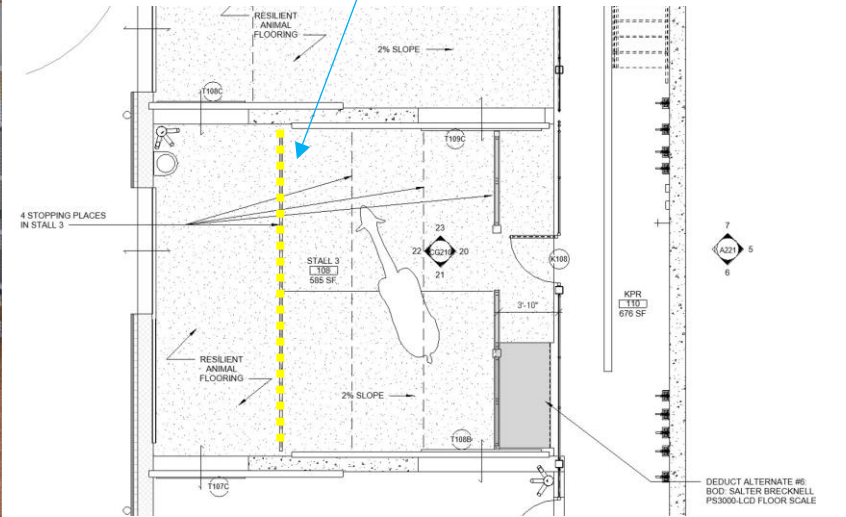 RESILIENT
ANIMAL
FLOORING
2% SLOPE
T108C
T109C
4 STOPPING PLACES
IN STALL 3
STALL 3
108
585 SF
23
22 CG210 20
21
K108
3'-10"
KPR
110
676 SF
7
A221 5
6
RESILIENT
ANIMAL
FLOORING
2% SLOPE
T108B
T107C
DEDUCT ALTERNATE #6:
BOD: SALTER BRECKNELL
PS3000-LCD FLOOR SCALE